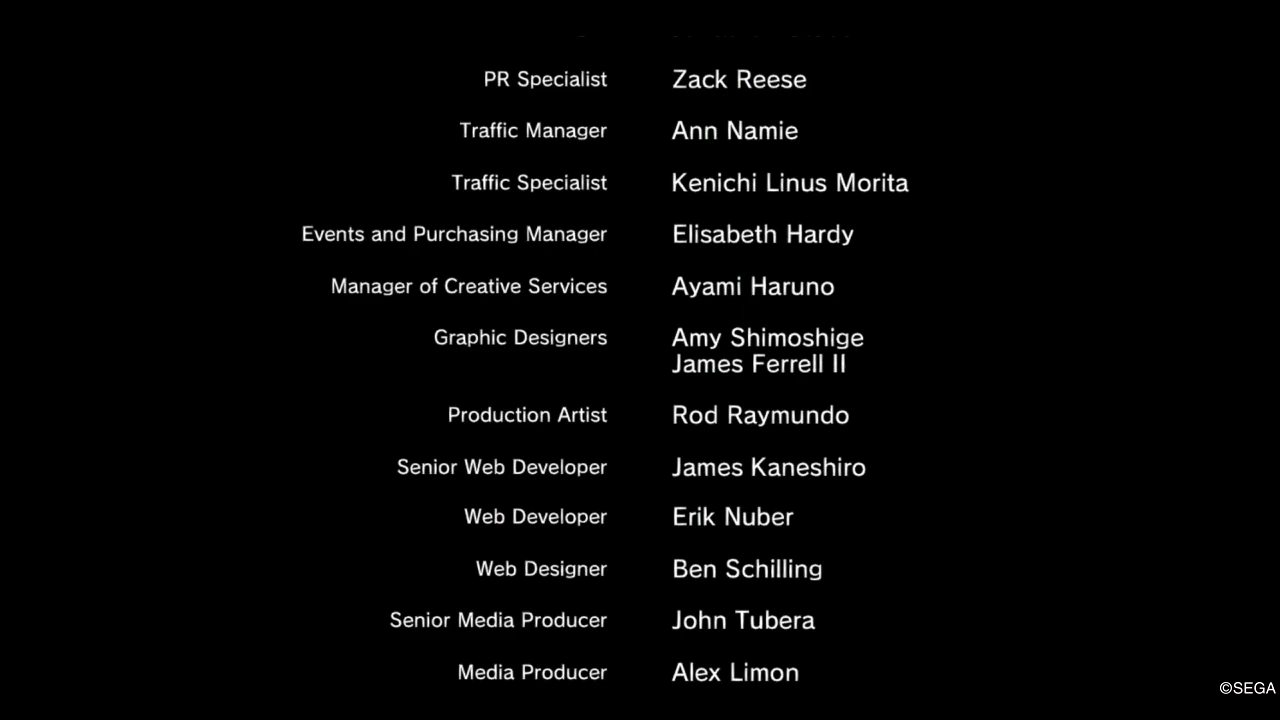 PR Specialist Zack Reese
Traffic Manager Ann Namie
Traffic Specialist Kenichi Linus Morita
Events and Purchasing Manager Elisabeth Hardy
Manager of Creative Services Ayami Haruno
Graphic Designers Amy Shimoshige
James Ferrell II
Production Artist Rod Raymundo
Senior Web Developer James Kaneshiro
Web Developer Erik Nuber
Web Designer Ben Schilling
Senior Media Producer John Tubera
Media Producer Alex Limon
©SEGA